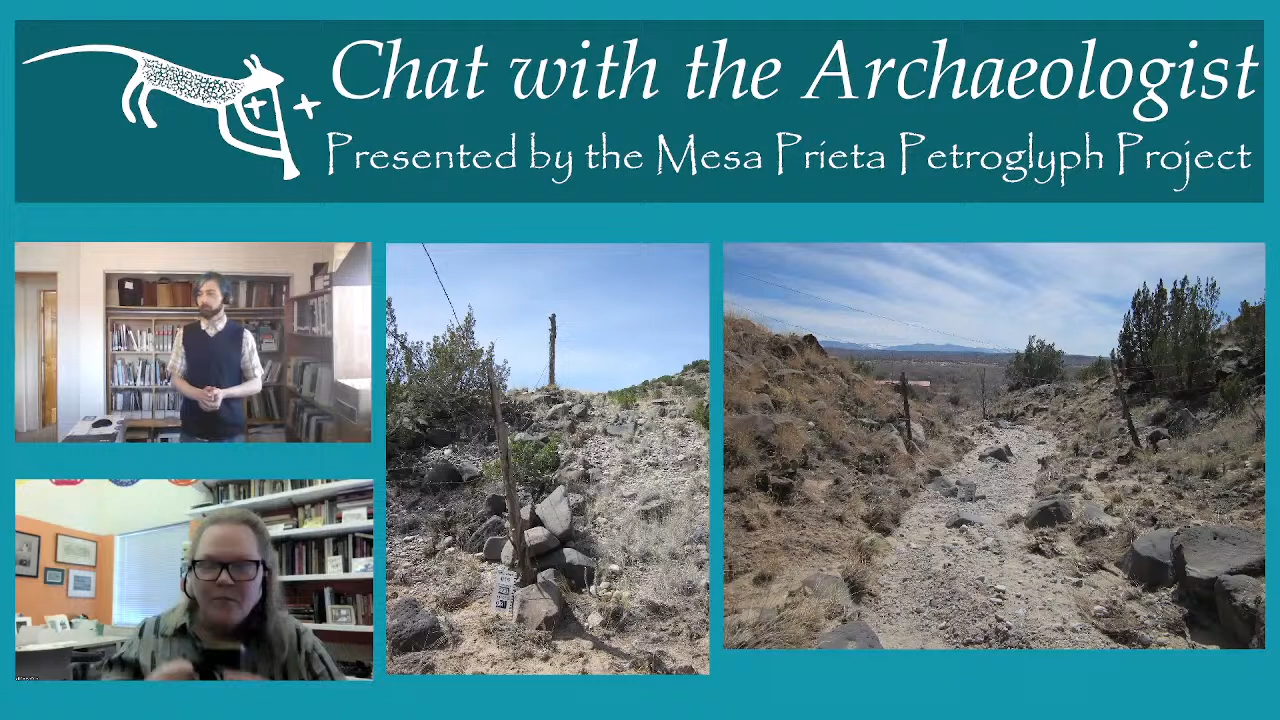 Chat with the Archaeologist
Presented by the Mesa Prieta Petroglyph Project